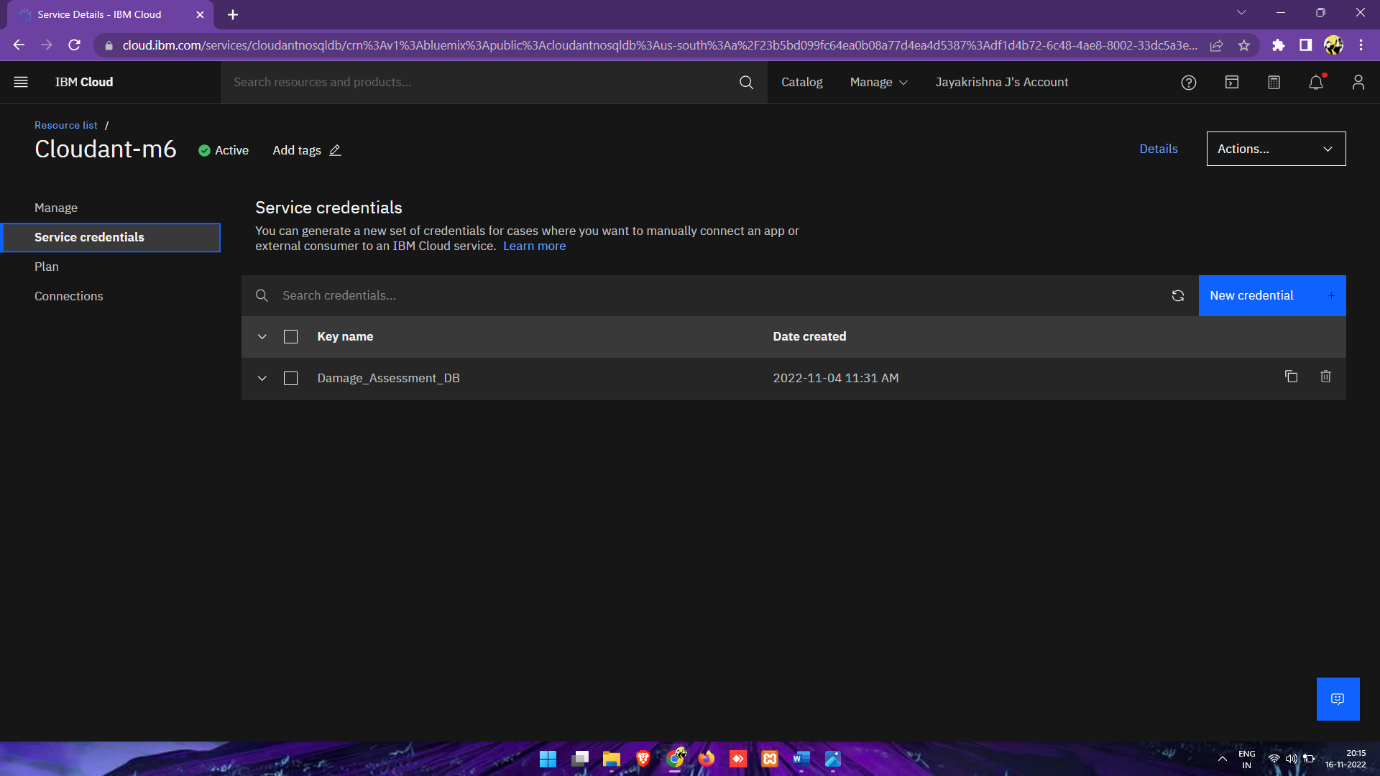 Service Details - IBM Cloud
cloud.ibm.com/services/cloudantnosqldb/crn%3Av1%3Abluemix%3Apublic%3Acloudantnosqldb%3Aus-south%3Aa%2F23b5bd099fc64ea0b08a77d4ea4d5387%3Adf1d4b72-6c48-4ae8-8002-33dc5a3e...
IBM Cloud
Search resources and products...
Catalog
Manage
Jayakrishna J's Account
Resource list /
Cloudant-m6
Active
Add tags
Details
Actions...
Manage
Service credentials
Plan
Connections
Service credentials
You can generate a new set of credentials for cases where you want to manually connect an app or
external consumer to an IBM Cloud service. Learn more
Search credentials...
New credential +
Key name
Date created
Damage_Assessment_DB
2022-11-04 11:31 AM
ENG
IN
20:15
16-11-2022